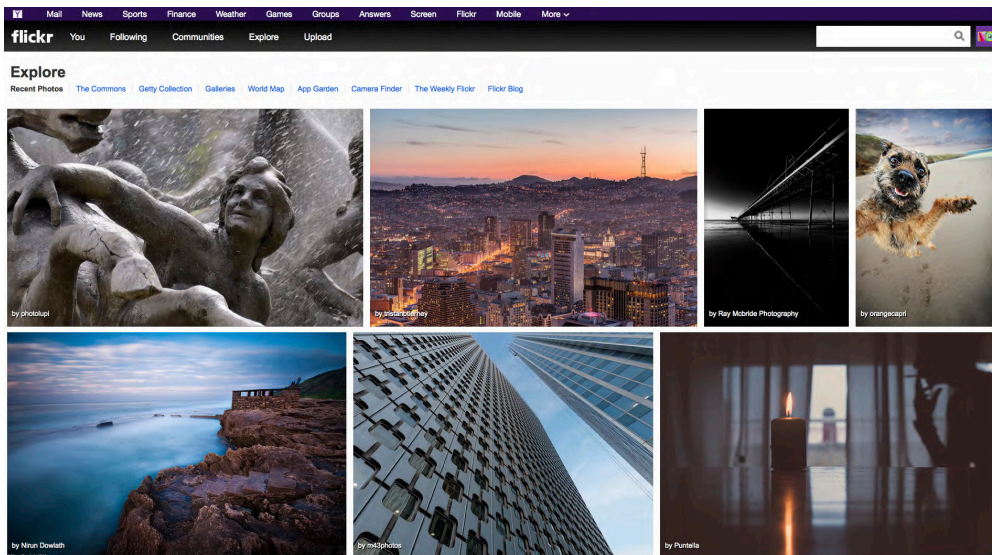 Y Mail News Sports Finance Weather Games Groups Answers Screen Flickr Mobile More
flickr You Following Communities Explore Upload
Explore
Recent Photos The Commons Getty Collection Galleries World Map App Garden Camera Finder The Weekly Flickr Flickr Blog
by photolupi
by tristanotierney
by Ray Mcbride Photography
by orangecapri
by Nirun Dowlath
by m43photos
by Puntella